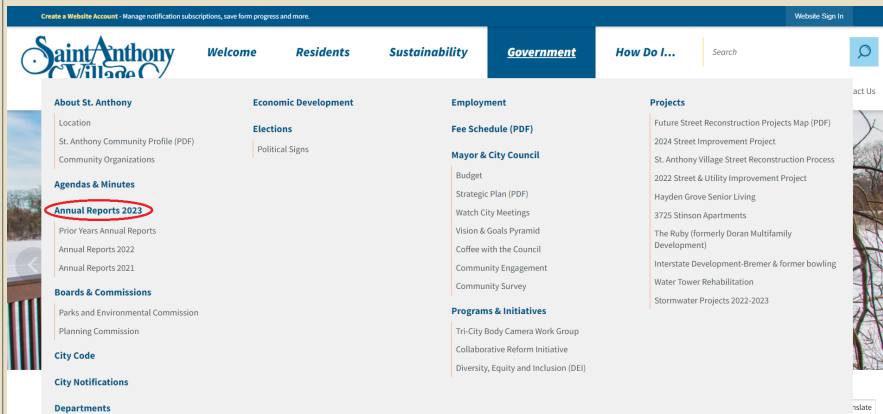 Create a Website Account - Manage notification subscriptions, save form progress and more.
Website Sign In
Saint Anthony
Village
Welcome
Residents
Sustainability
Government
How Do I...
Search
act Us
About St. Anthony
Location
St. Anthony Community Profile (PDF)
Community Organizations
Agendas & Minutes
Annual Reports 2023
Prior Years Annual Reports
Annual Reports 2022
Annual Reports 2021
Boards & Commissions
Parks and Environmental Commission
Planning Commission
City Code
City Notifications
Departments
Economic Development
Elections
Political Signs
Employment
Fee Schedule (PDF)
Mayor & City Council
Budget
Strategic Plan (PDF)
Watch City Meetings
Vision & Goals Pyramid
Coffee with the Council
Community Engagement
Community Survey
Programs & Initiatives
Tri-City Body Camera Work Group
Collaborative Reform Initiative
Diversity, Equity and Inclusion (DEI)
Projects
Future Street Reconstruction Projects Map (PDF)
2024 Street Improvement Project
St. Anthony Village Street Reconstruction Process
2022 Street & Utility Improvement Project
Hayden Grove Senior Living
3725 Stinson Apartments
The Ruby (formerly Doran Multifamily
Development)
Interstate Development-Bremer & former bowling
Water Tower Rehabilitation
Stormwater Projects 2022-2023
nslate